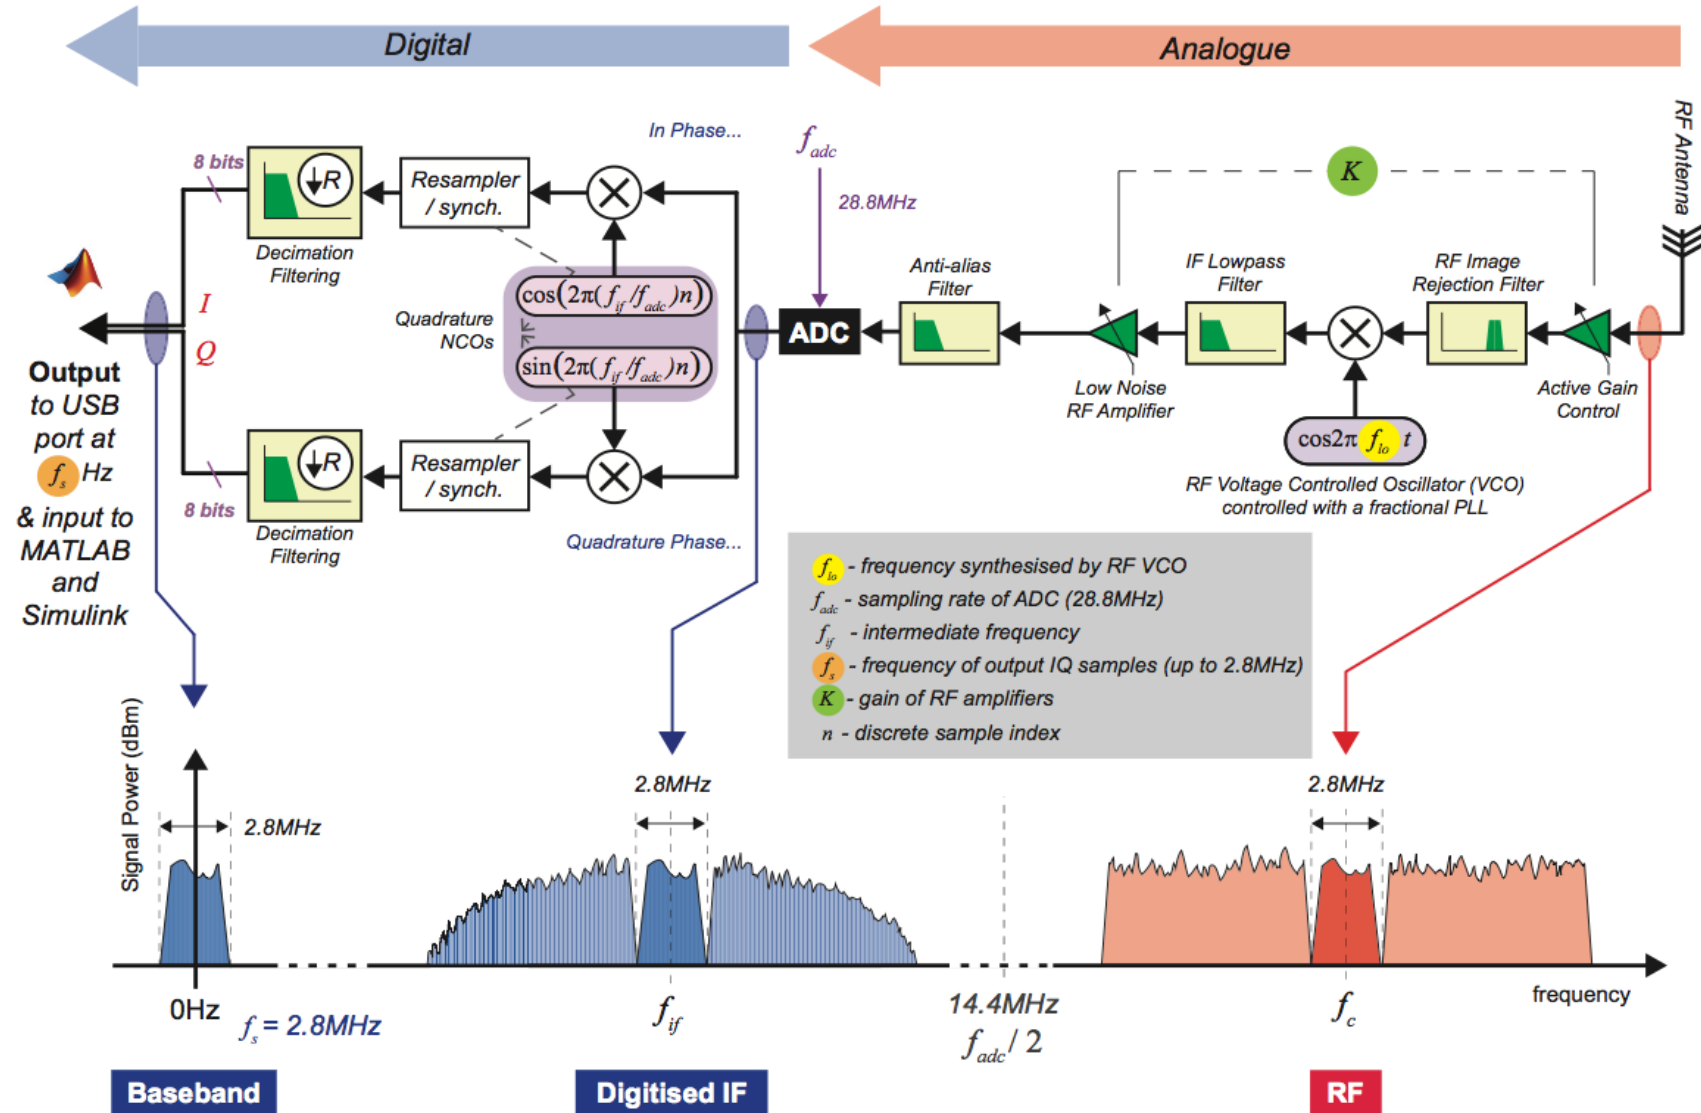 Digital
Analogue
RF Antenna
In Phase...
f_adc
28.8MHz
K
8 bits
↓R
Decimation
Filtering
Resampler
/ synch.
cos(2π(f_if/f_adc)n)
Quadrature
NCOs
sin(2π(f_if/f_adc)n)
I
Q
ADC
Anti-alias
Filter
Low Noise
RF Amplifier
IF Lowpass
Filter
RF Image
Rejection Filter
Active Gain
Control
cos2π f_lo t
RF Voltage Controlled Oscillator (VCO)
controlled with a fractional PLL
Output
to USB
port at
f_s Hz
& input to
MATLAB
and
Simulink
8 bits
↓R
Decimation
Filtering
Resampler
/ synch.
Quadrature Phase...
f_lo - frequency synthesised by RF VCO
f_adc - sampling rate of ADC (28.8MHz)
f_if - intermediate frequency
f_s - frequency of output IQ samples (up to 2.8MHz)
K - gain of RF amplifiers
n - discrete sample index
Signal Power (dBm)
2.8MHz
2.8MHz
2.8MHz
0Hz
f_s = 2.8MHz
f_if
14.4MHz
f_adc / 2
f_c
frequency
Baseband
Digitised IF
RF